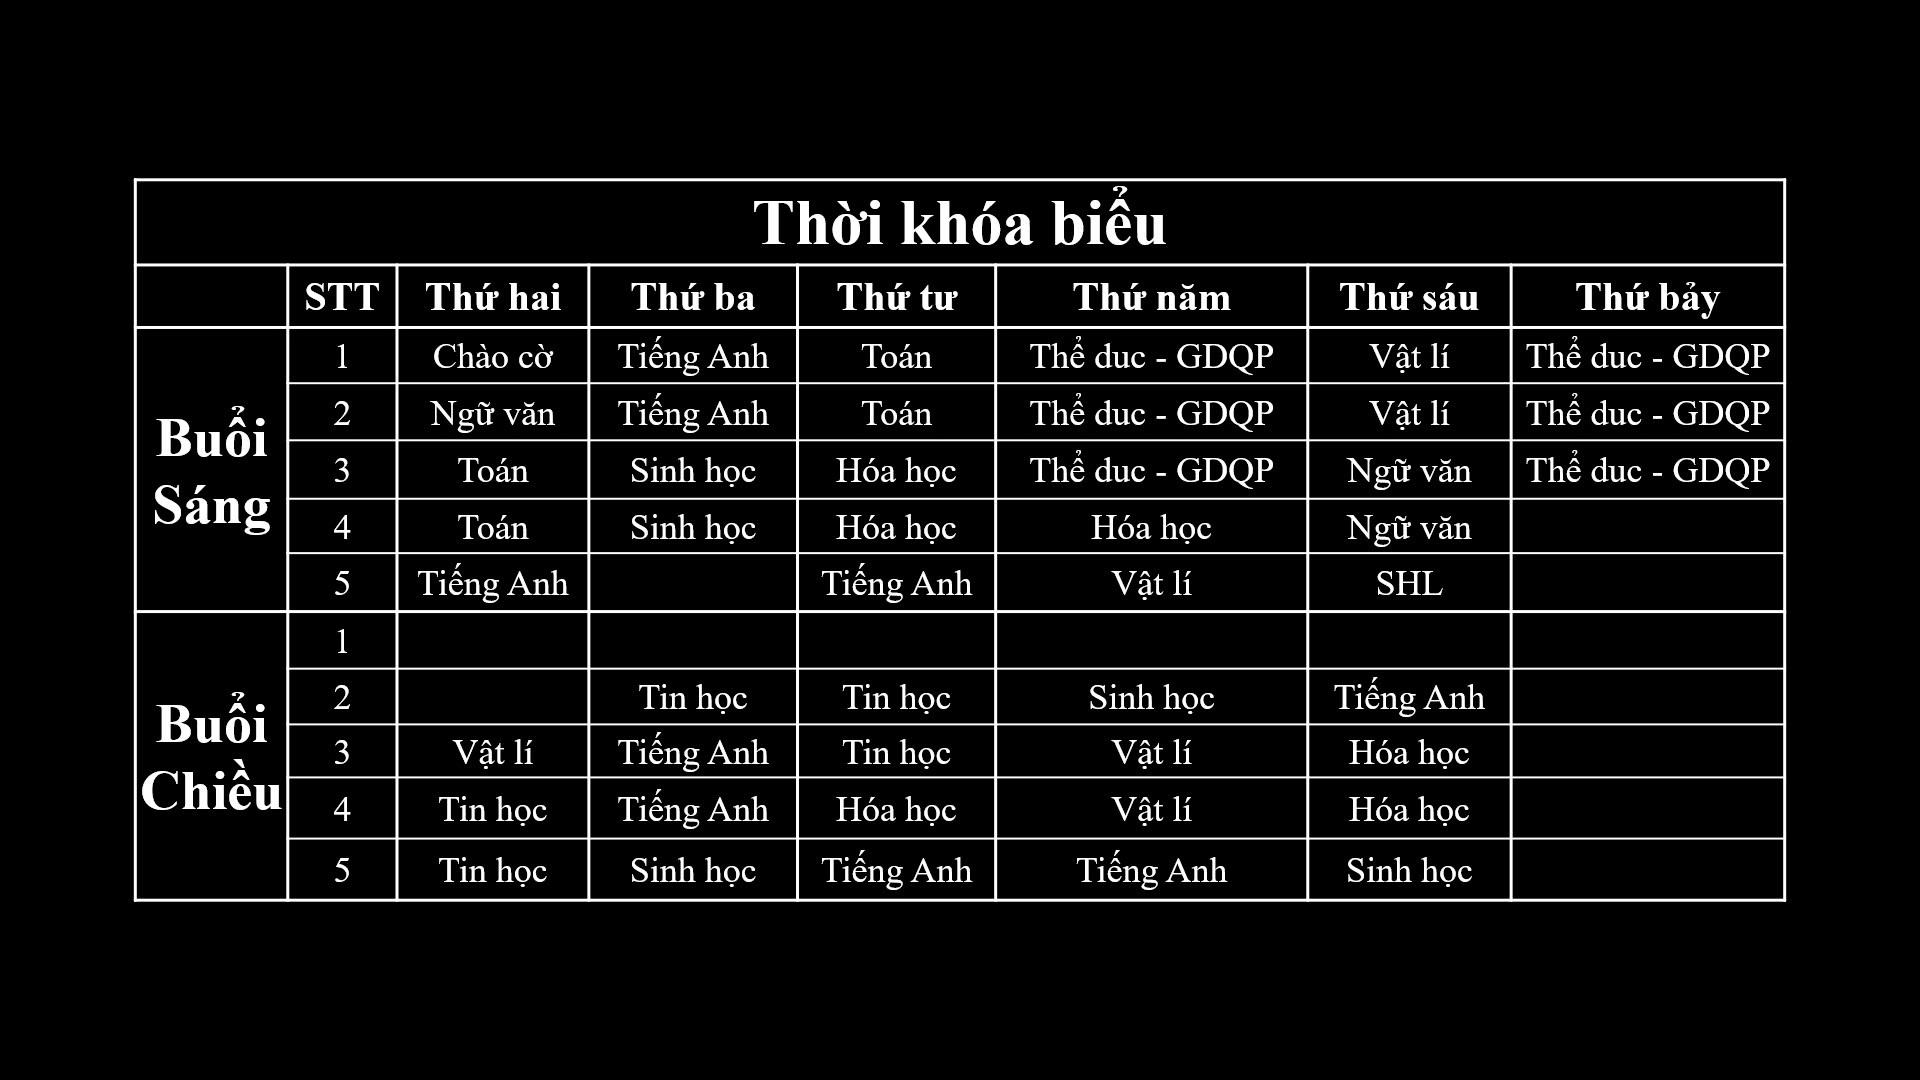 Thời khóa biểu
STT Thứ hai Thứ ba Thứ tư Thứ năm Thứ sáu Thứ bảy
Buổi Sáng
1 Chào cờ Tiếng Anh Toán Thể duc - GDQP Vật lí Thể duc - GDQP
2 Ngữ văn Tiếng Anh Toán Thể duc - GDQP Vật lí Thể duc - GDQP
3 Toán Sinh học Hóa học Thể duc - GDQP Ngữ văn Thể duc - GDQP
4 Toán Sinh học Hóa học Hóa học Ngữ văn
5 Tiếng Anh Tiếng Anh Vật lí SHL
Buổi Chiều
1
2 Tin học Tin học Sinh học Tiếng Anh
3 Vật lí Tiếng Anh Tin học Vật lí Hóa học
4 Tin học Tiếng Anh Hóa học Vật lí Hóa học
5 Tin học Sinh học Tiếng Anh Tiếng Anh Sinh học